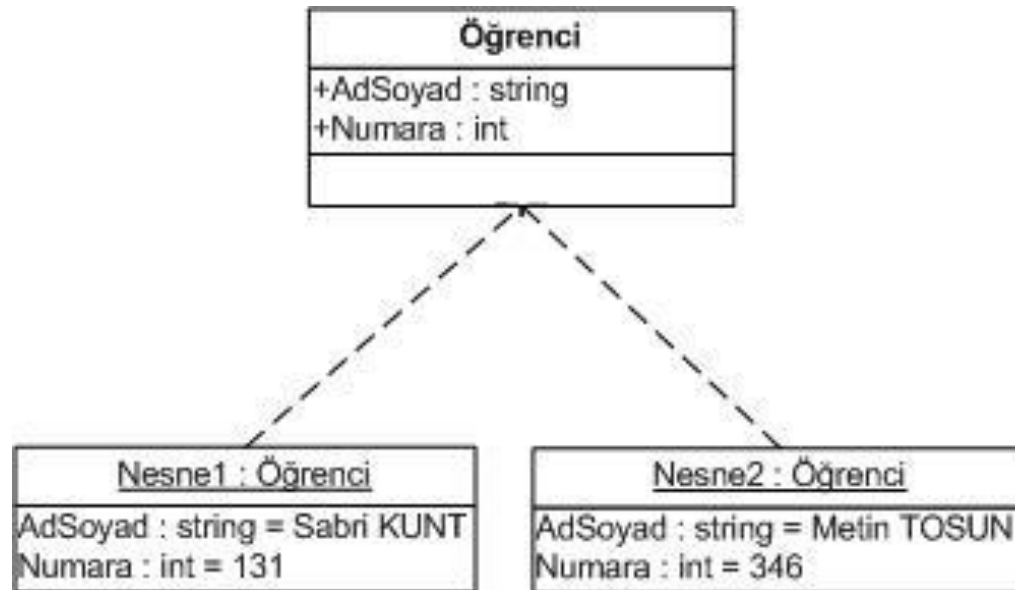 Öğrenci
+AdSoyad : string
+Numara : int
Nesne1 : Öğrenci
AdSoyad : string = Sabri KUNT
Numara : int = 131
Nesne2 : Öğrenci
AdSoyad : string = Metin TOSUN
Numara : int = 346